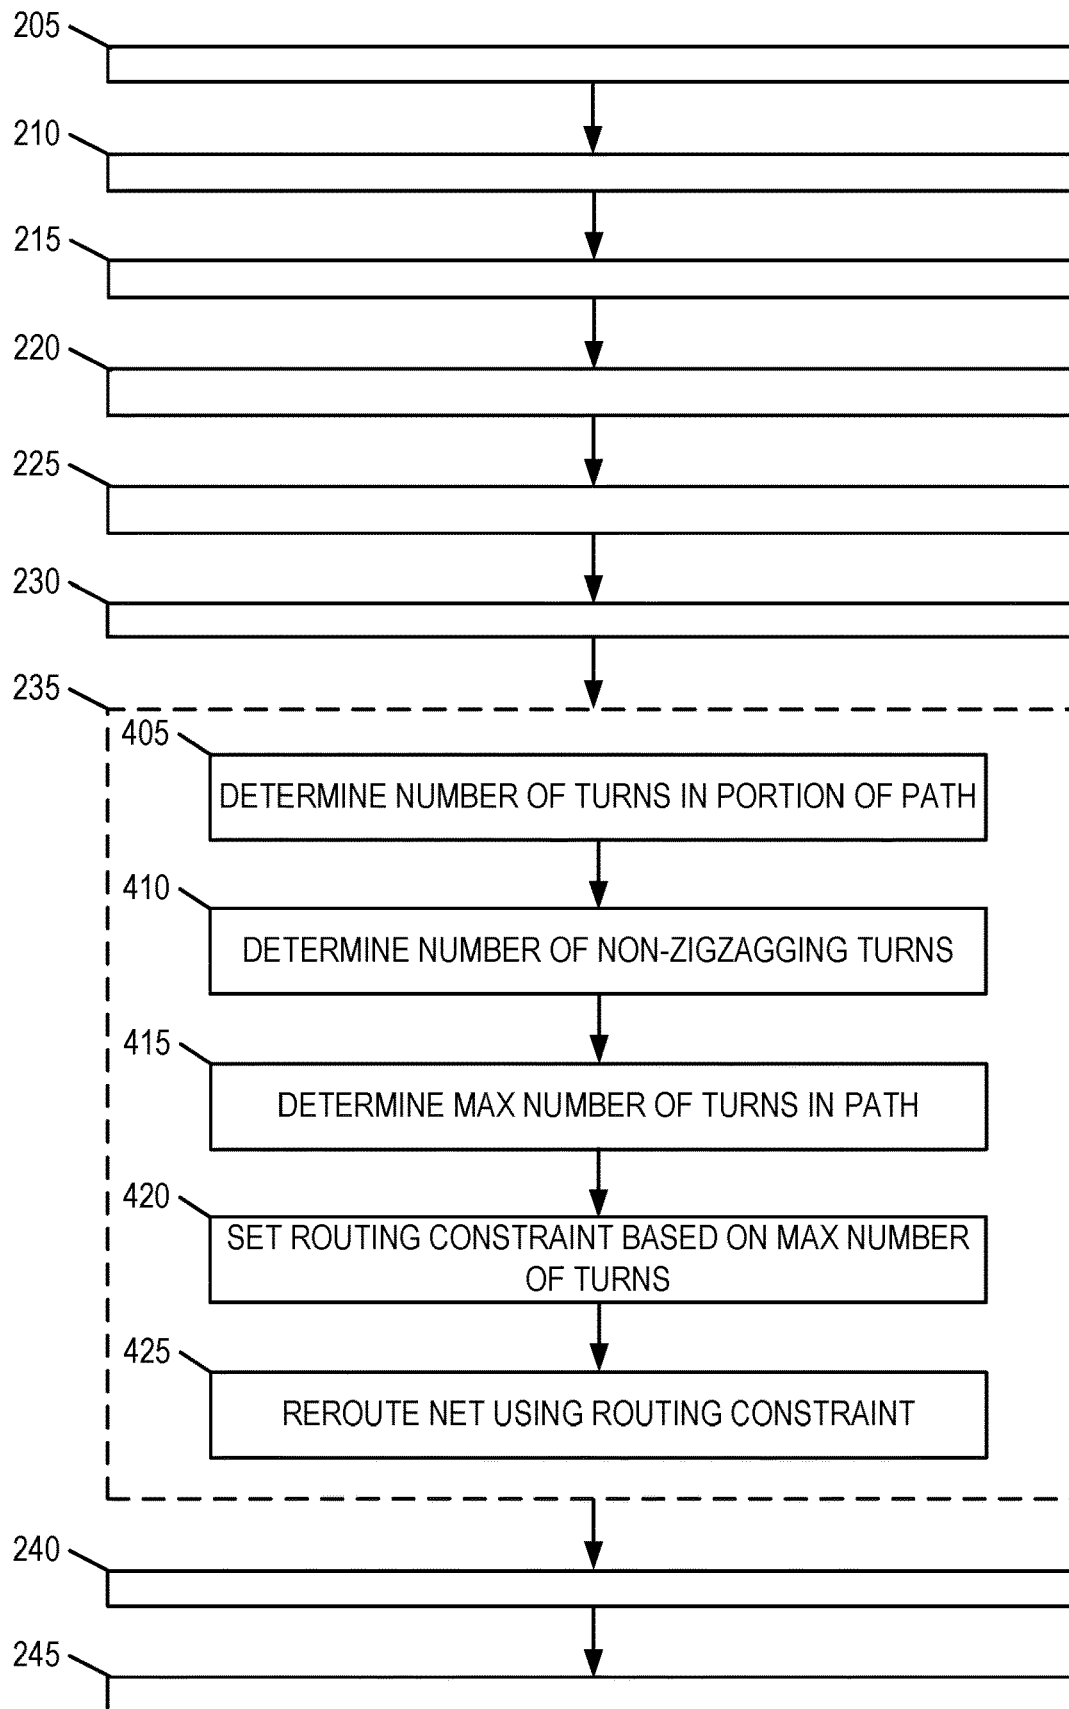 205
210
215
220
225
230
235
405
DETERMINE NUMBER OF TURNS IN PORTION OF PATH
410
DETERMINE NUMBER OF NON-ZIGZAGGING TURNS
415
DETERMINE MAX NUMBER OF TURNS IN PATH
420
SET ROUTING CONSTRAINT BASED ON MAX NUMBER
OF TURNS
425
REROUTE NET USING ROUTING CONSTRAINT
240
245